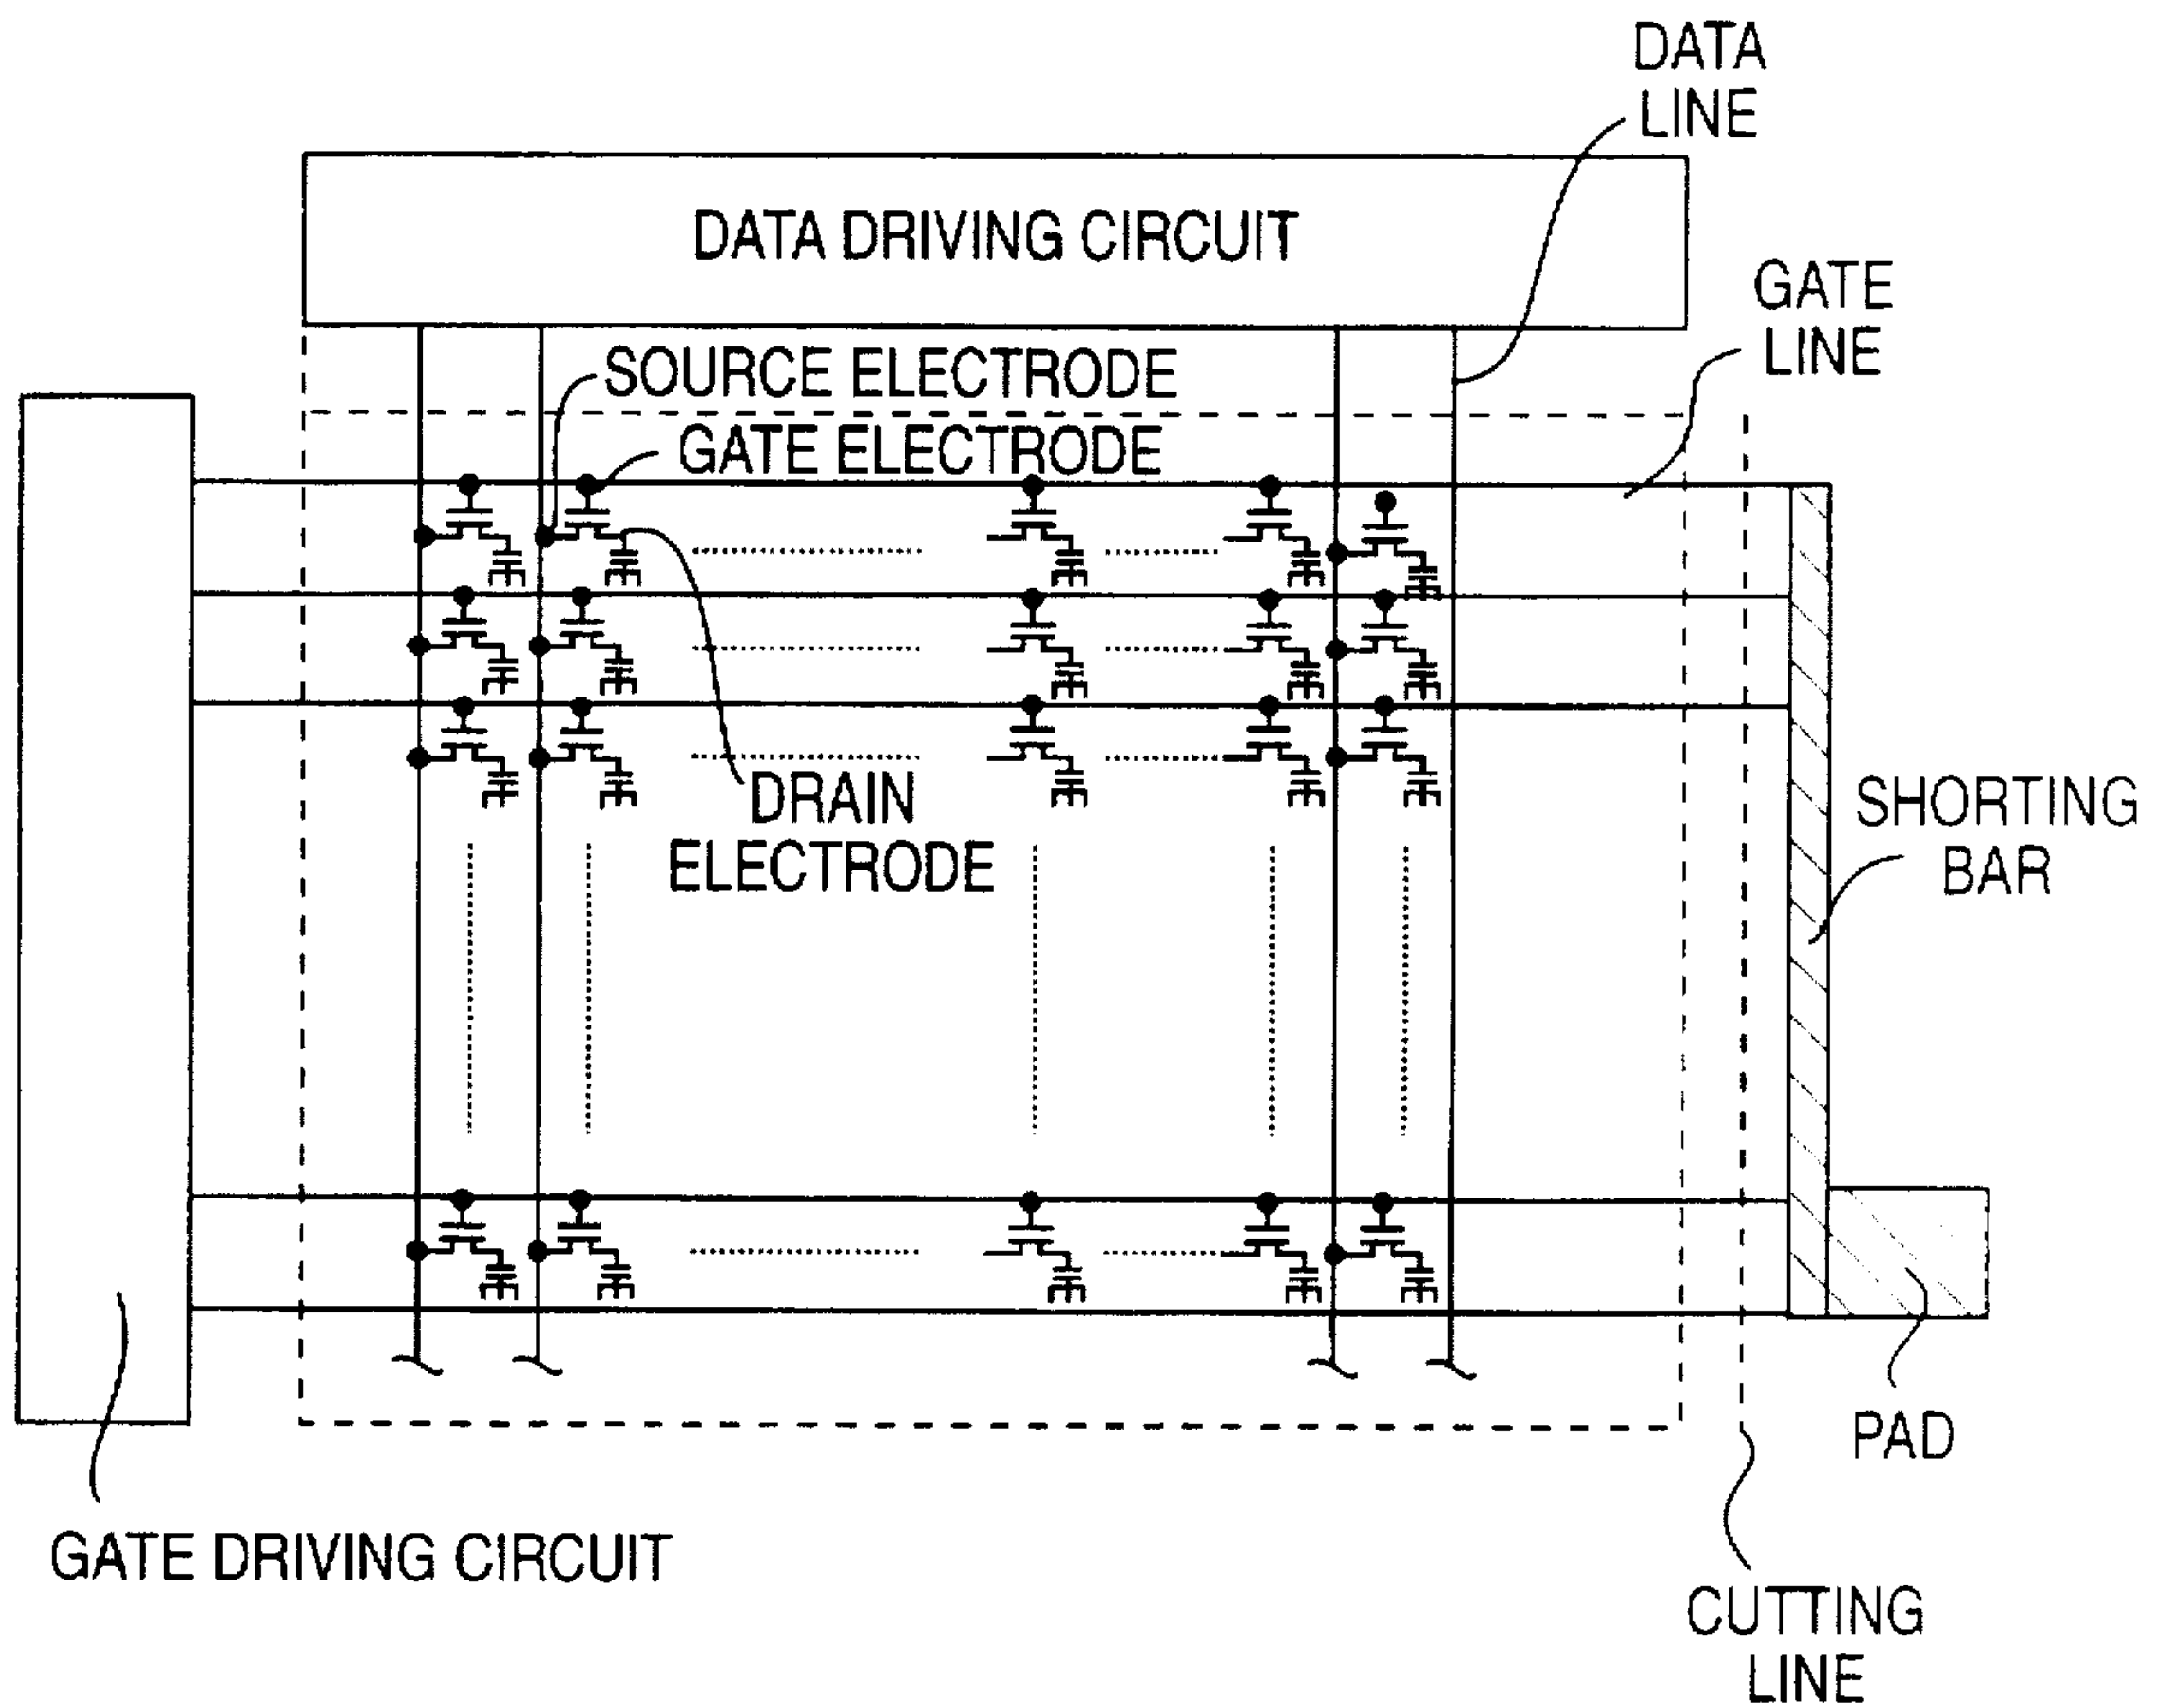 DATA
LINE
DATA DRIVING CIRCUIT
GATE
LINE
SOURCE ELECTRODE
GATE ELECTRODE
DRAIN
ELECTRODE
SHORTING
BAR
PAD
GATE DRIVING CIRCUIT
CUTTING
LINE